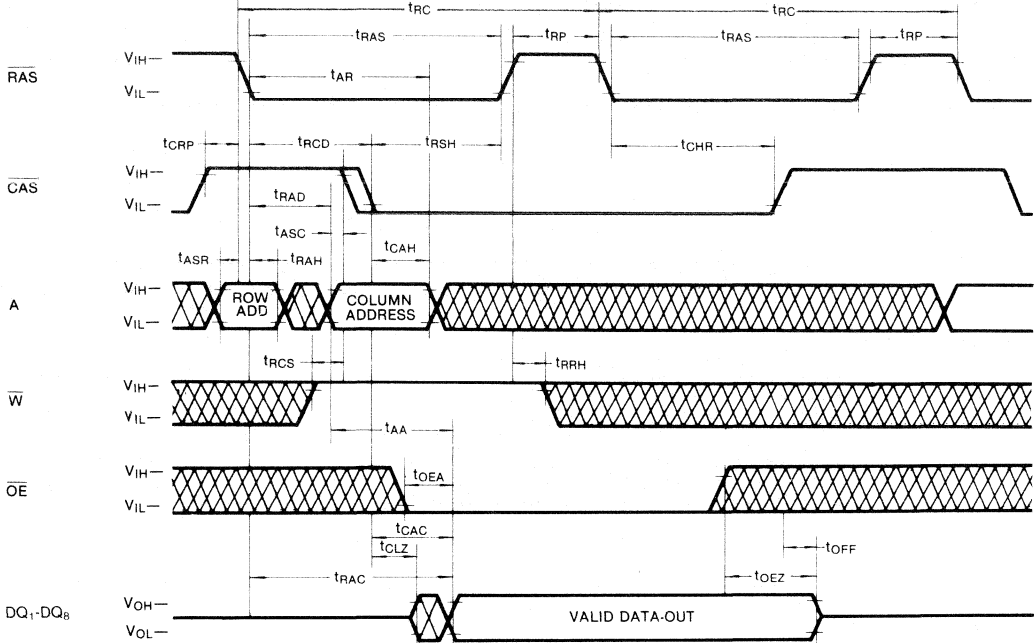 tRC tRC
tRAS tRP tRAS tRP
RAS VIH— tAR
VIL—
tCRP tRCD tRSH tCHR
CAS VIH—
VIL— tRAD
tASC
tASR tRAH tCAH
A VIH— ROW ADD COLUMN ADDRESS
VIL—
tRCS tRRH
W VIH—
VIL—
tAA
OE VIH— tOEA
VIL—
tCAC
tCLZ tOFF
tRAC tOEZ
DQ1-DQ8 VOH— VALID DATA-OUT
VOL—